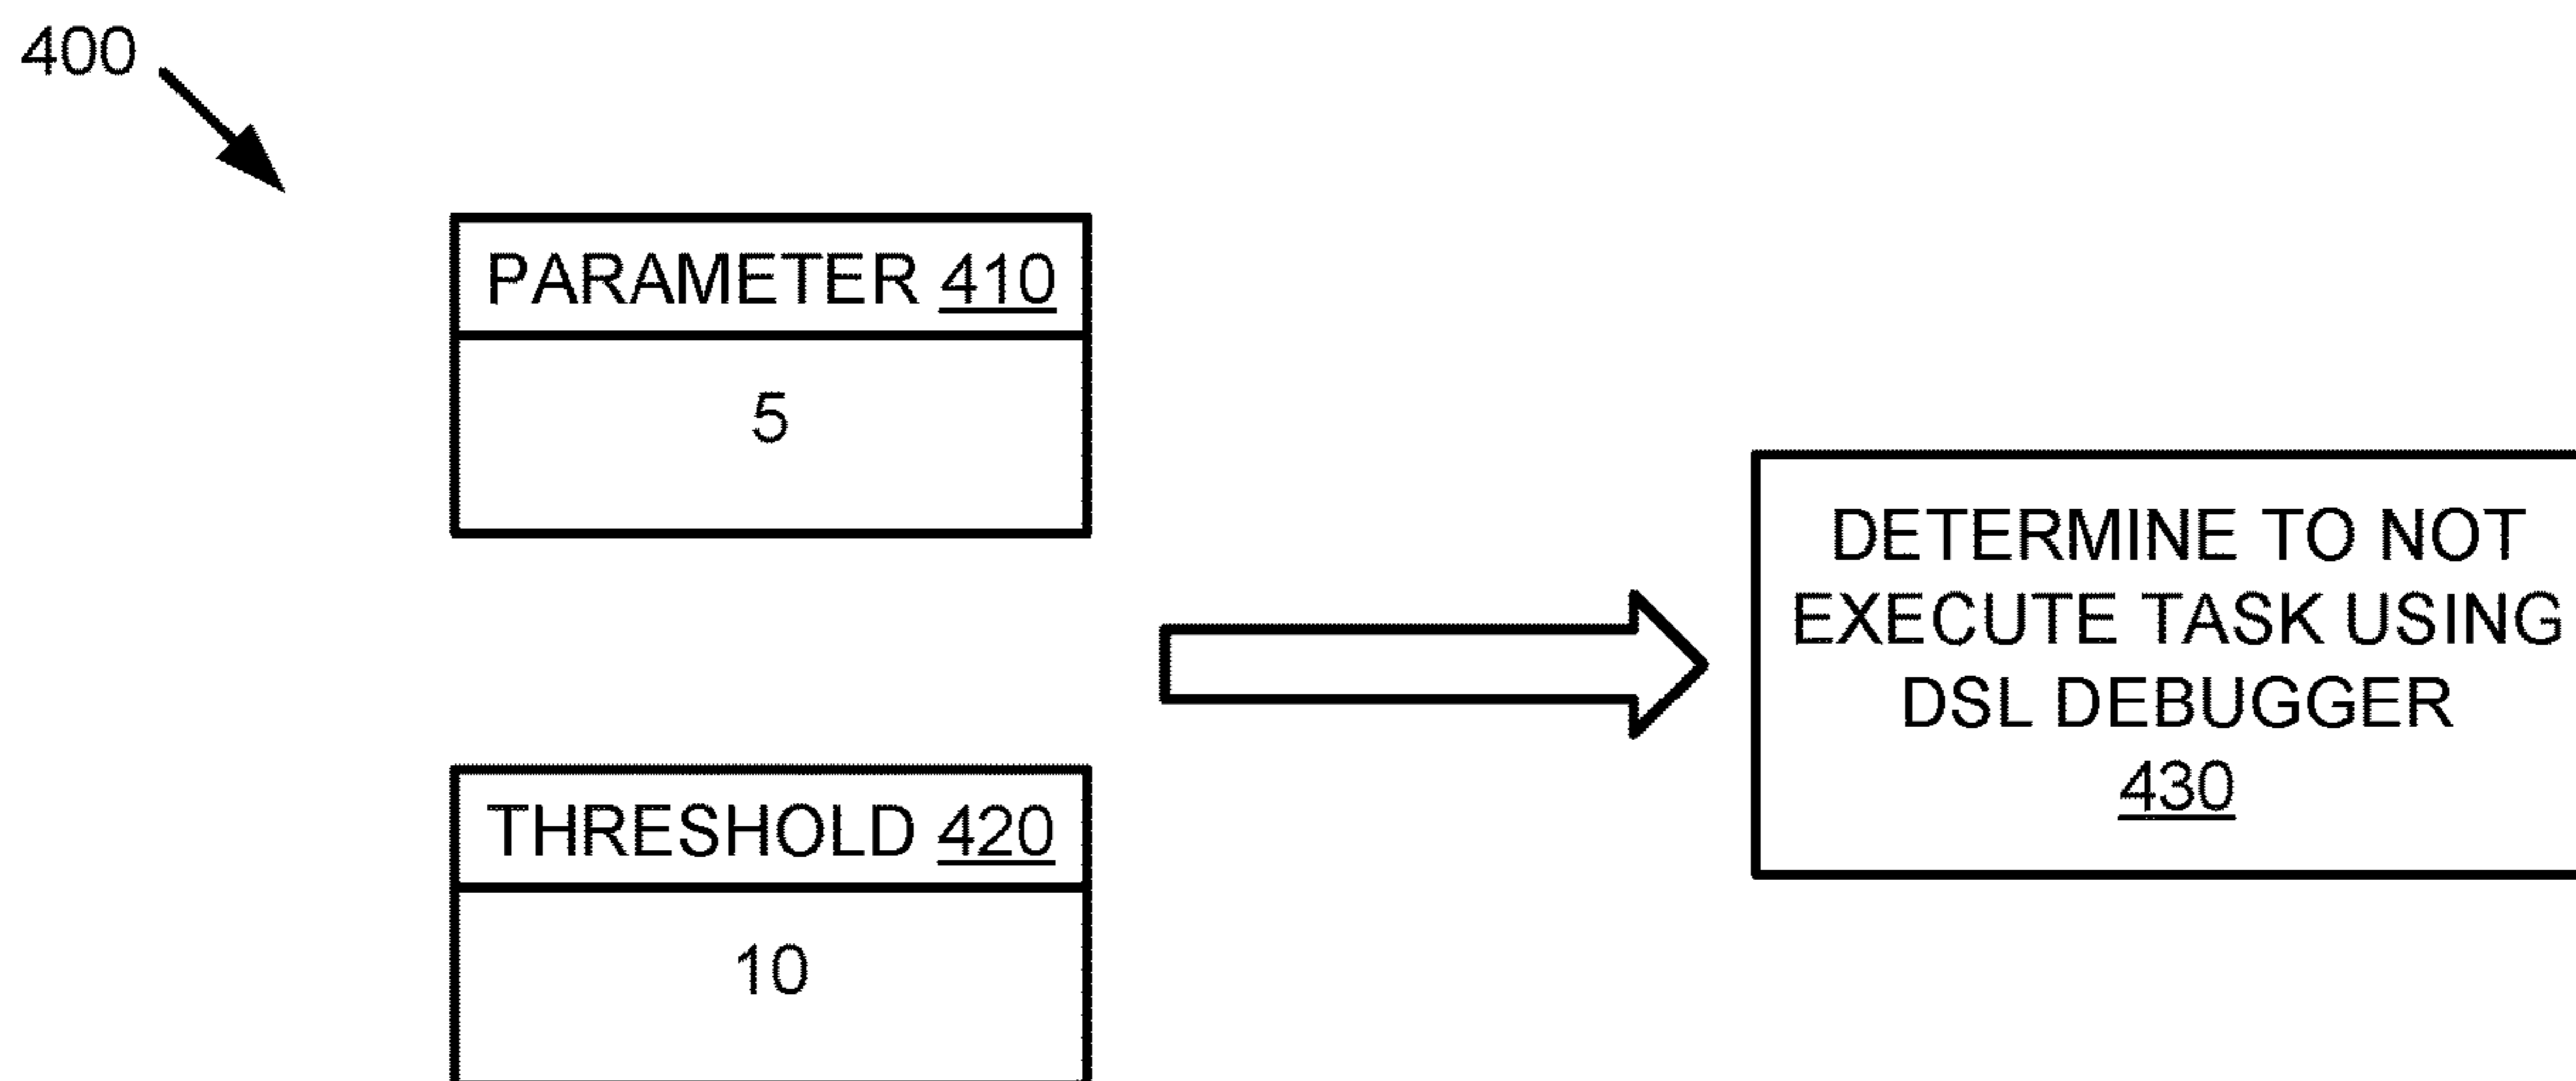 400
PARAMETER 410
5
THRESHOLD 420
10
DETERMINE TO NOT
EXECUTE TASK USING
DSL DEBUGGER
430